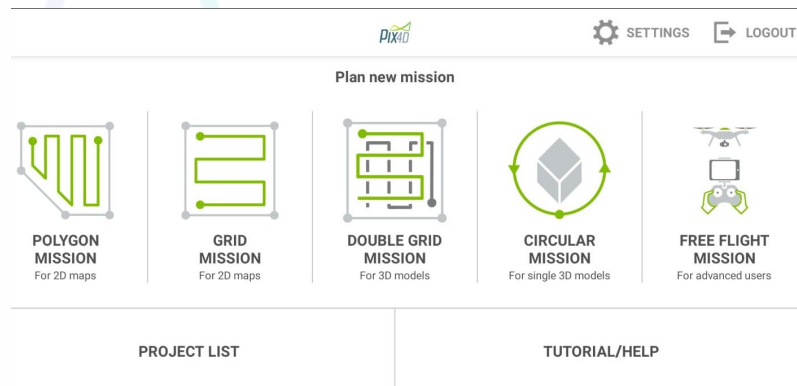 PIX4D
SETTINGS
LOGOUT
Plan new mission
POLYGON
MISSION
For 2D maps
GRID
MISSION
For 2D maps
DOUBLE GRID
MISSION
For 3D models
CIRCULAR
MISSION
For single 3D models
FREE FLIGHT
MISSION
For advanced users
PROJECT LIST
TUTORIAL/HELP